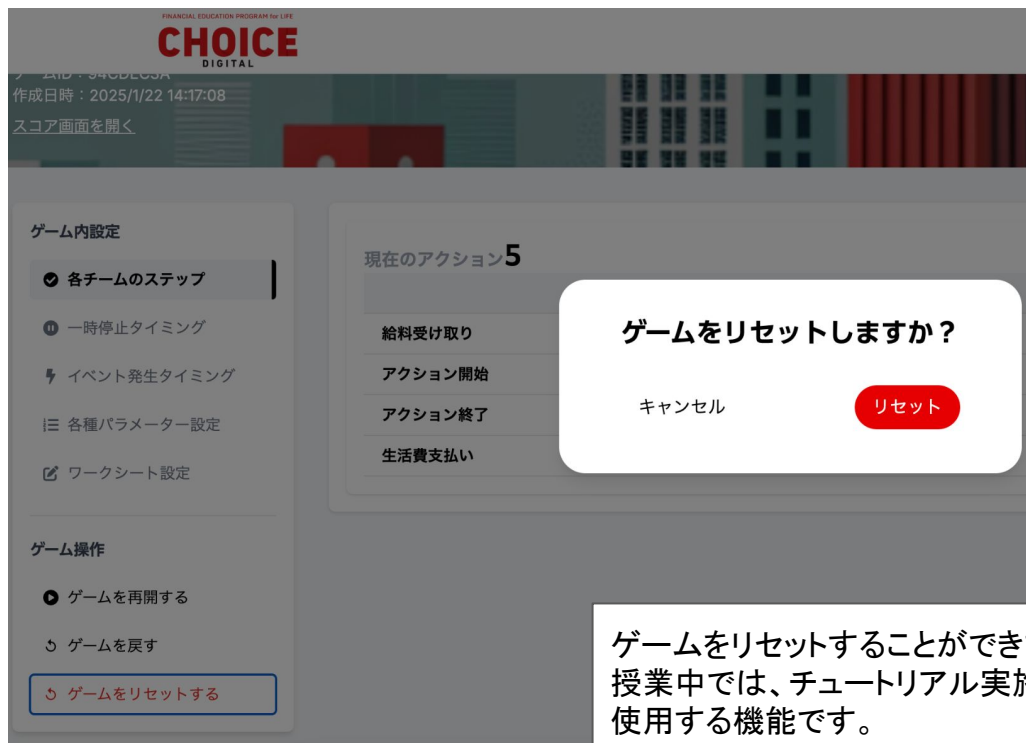 FINANCIAL EDUCATION PROGRAM for LIFE
CHOICE
DIGITAL
作成日時：2025/1/22 14:17:08
スコア画面を開く
ゲーム内設定
各チームのステップ
一時停止タイミング
イベント発生タイミング
各種パラメーター設定
ワークシート設定
ゲーム操作
ゲームを再開する
ゲームを戻す
ゲームをリセットする
現在のアクション5
給料受け取り
アクション開始
アクション終了
生活費支払い
ゲームをリセットしますか？
キャンセル
リセット
ゲームをリセットすることができ
授業中では、チュートリアル実施
使用する機能です。